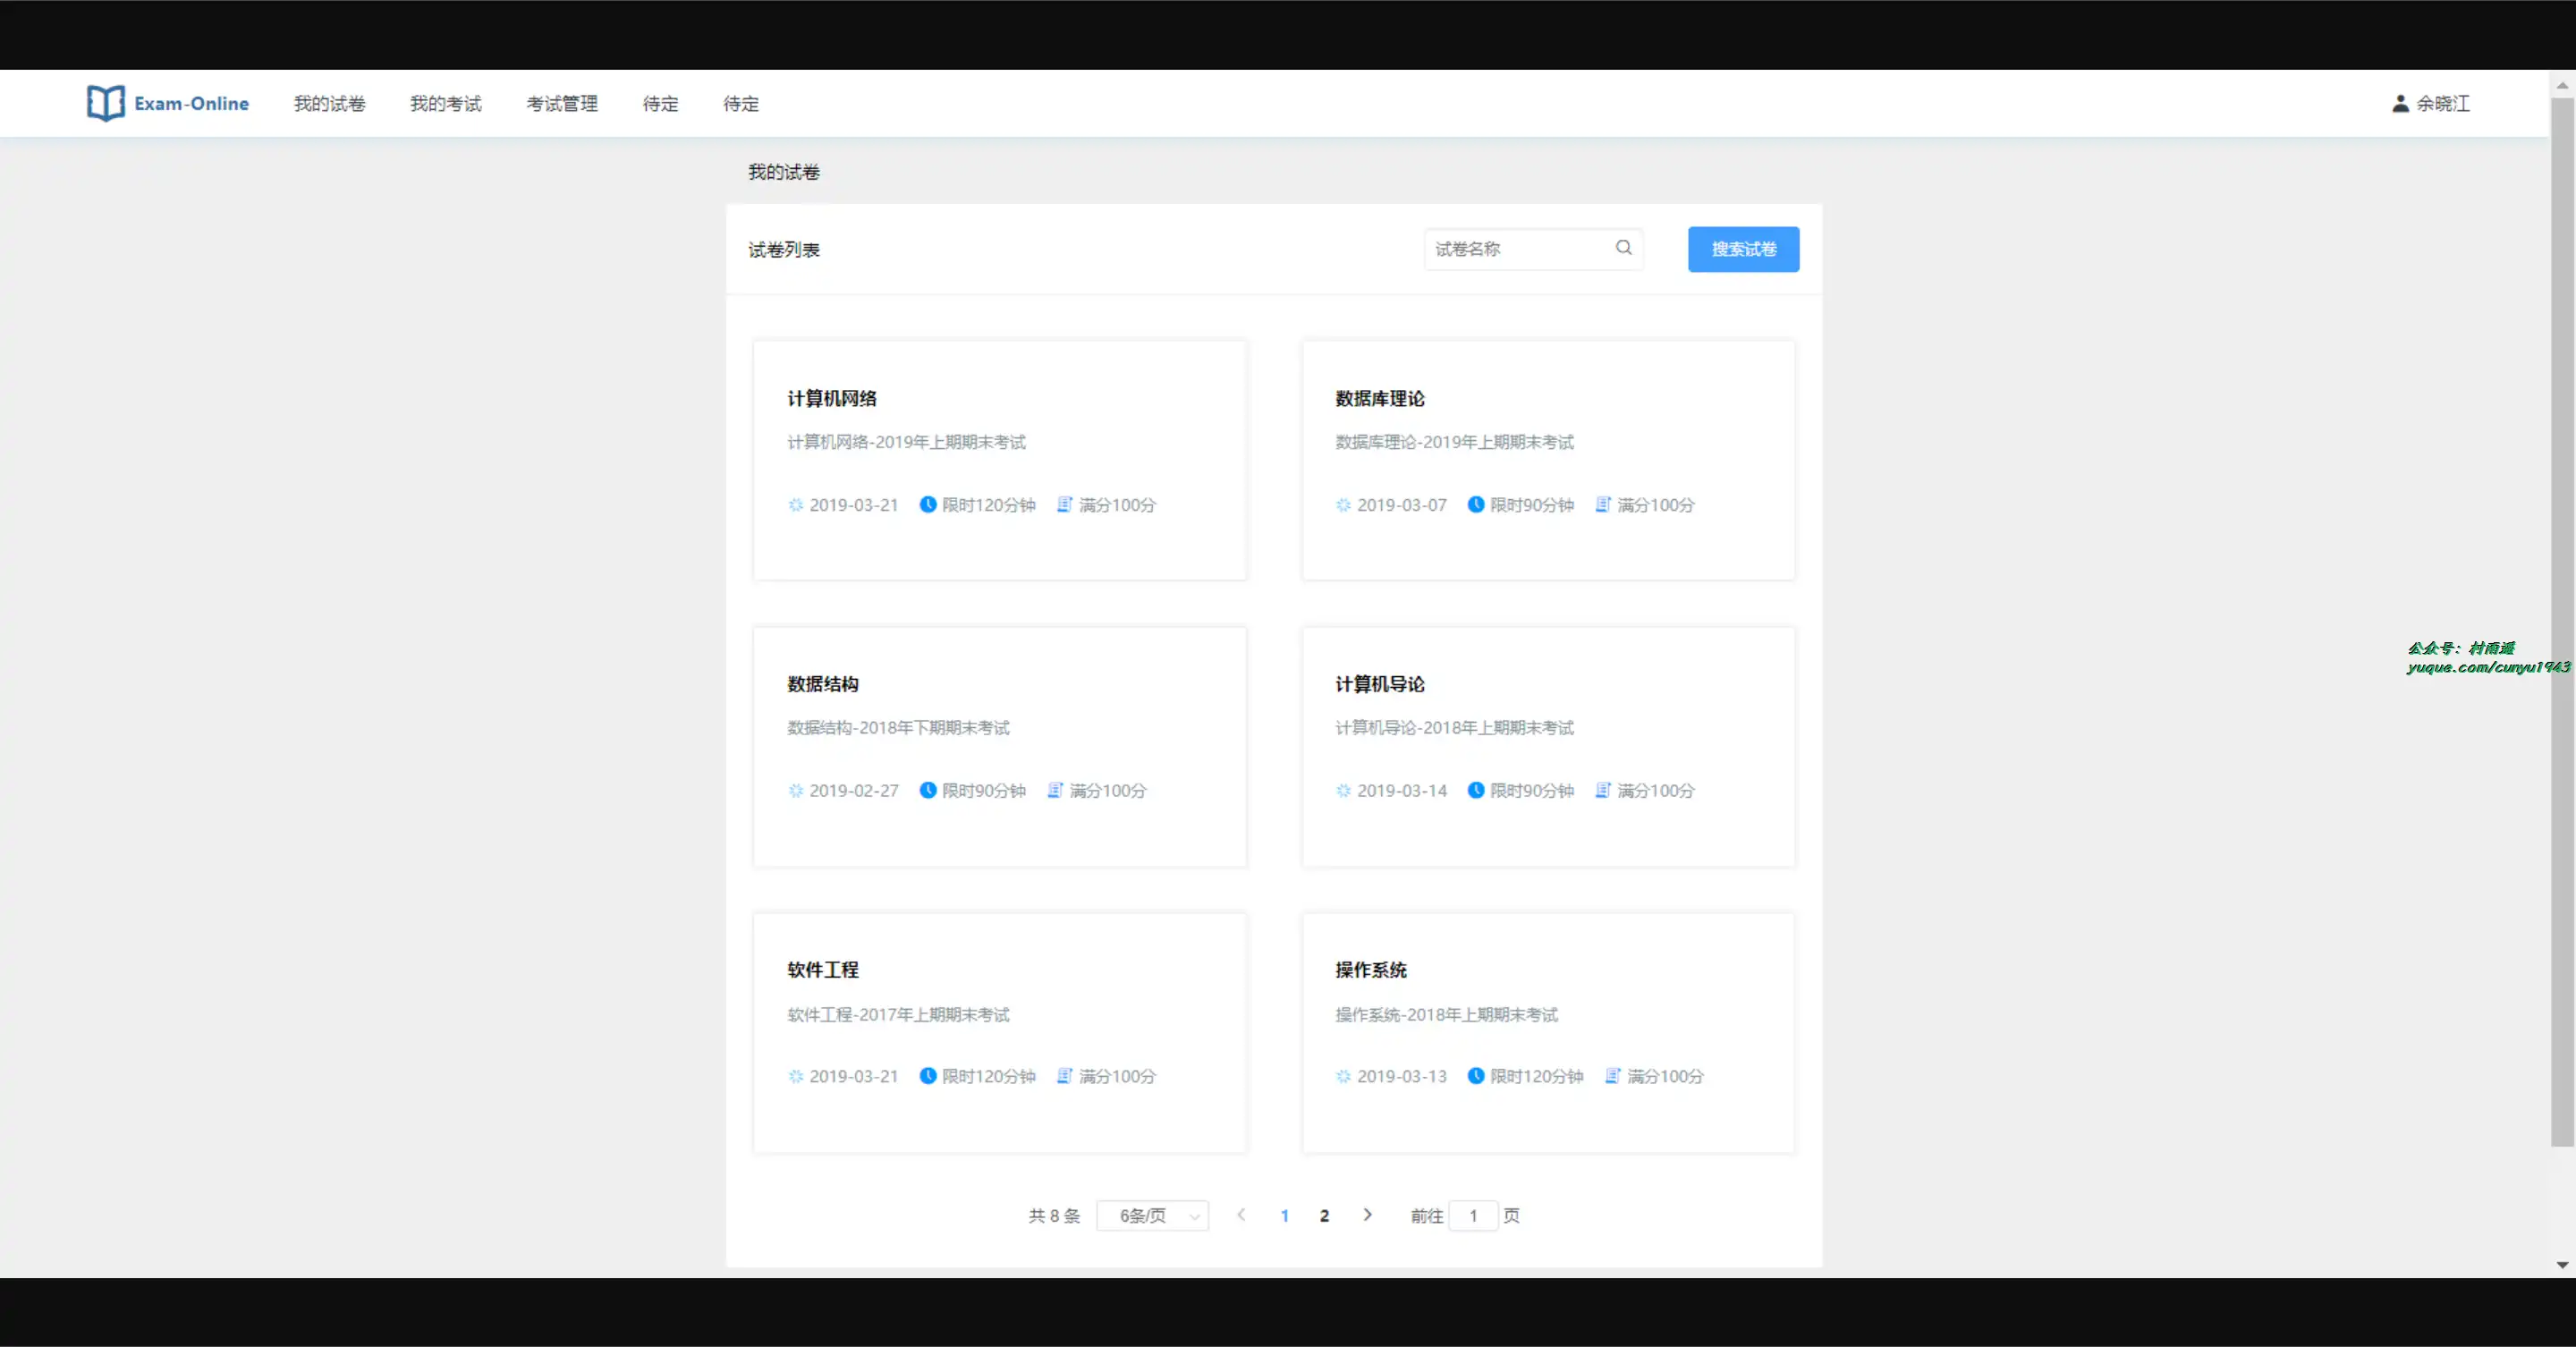 Exam-Online 我的试卷 我的考试 考试管理 待定 待定 余晓江
我的试卷
试卷列表 试卷名称 搜索试卷
计算机网络
计算机网络-2019年上期期末考试
2019-03-21 限时120分钟 满分100分
数据库理论
数据库理论-2019年上期期末考试
2019-03-07 限时90分钟 满分100分
数据结构
数据结构-2018年下期期末考试
2019-02-27 限时90分钟 满分100分
计算机导论
计算机导论-2018年上期期末考试
2019-03-14 限时90分钟 满分100分
公众号：村雨遥
yuque.com/cunyu1943
软件工程
软件工程-2017年上期期末考试
2019-03-21 限时120分钟 满分100分
操作系统
操作系统-2018年上期期末考试
2019-03-13 限时120分钟 满分100分
共 8 条 6条/页 1 2 前往 1 页